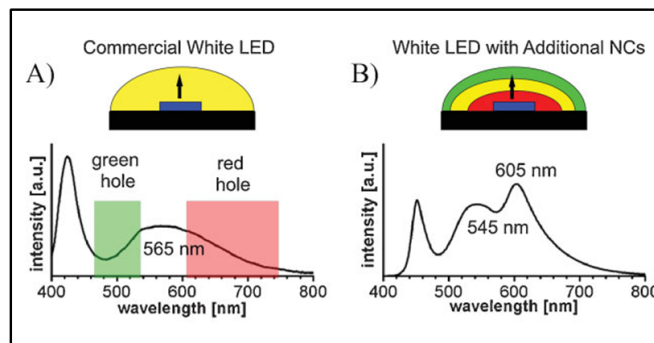 Commercial White LED
A)
green
hole
red
hole
565 nm
intensity [a.u.]
400 500 600 700 800
wavelength [nm]
White LED with Additional NCs
B)
605 nm
545 nm
intensity [a.u.]
400 500 600 700 800
wavelength [nm]